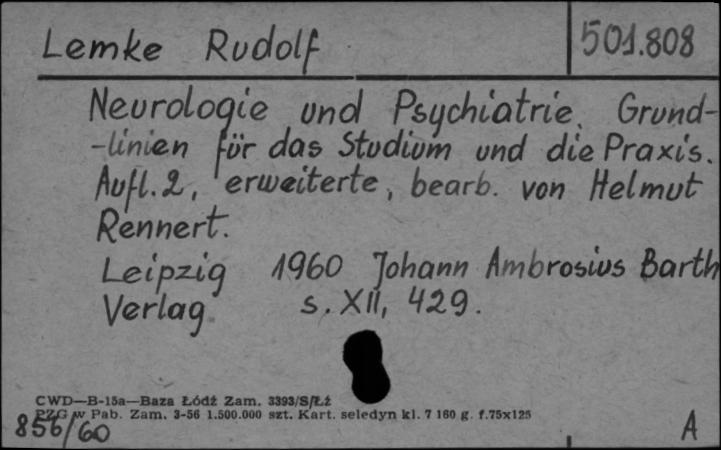 Lemke Rudolf 501.808
Neurologie und Psychiatrie. Grund-
-linien für das Studium und die Praxis.
Aufl. 2, erweiterte, bearb. von Helmut
Rennert.
Leipzig 1960 Johann Ambrosius Barth
Verlag. s. XII, 429.
CWD—B-15a—Baza Łódź Zam. 3393/S/Łź
PZG w Pab. Zam. 3-56 1.500.000 szt. Kart. seledyn kl. 7 160 g. f.75x125
856/60 A